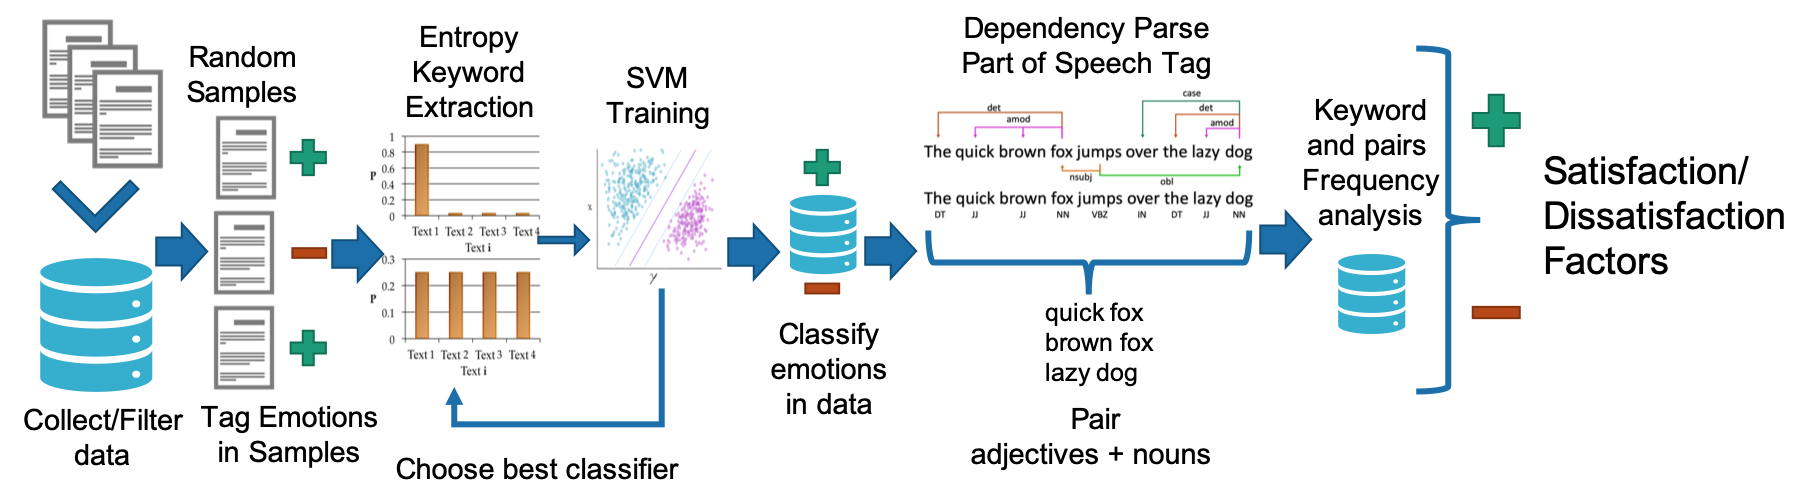 Random
Samples
Collect/Filter
data
Tag Emotions
in Samples
Entropy
Keyword
Extraction
1
0.8
0.6
0.4
0.2
0
P
Text 1 Text 2 Text 3 Text 4
Text i
0.3
0.2
0.1
0
P
Text 1 Text 2 Text 3 Text 4
Text i
Choose best classifier
SVM
Training
Classify
emotions
in data
Dependency Parse
Part of Speech Tag
case
det
det
amod
amod
The quick brown fox jumps over the lazy dog
nsubj
obl
The quick brown fox jumps over the lazy dog
DT JJ JJ NN VBZ IN DT JJ NN
quick fox
brown fox
lazy dog
Pair
adjectives + nouns
Keyword
and pairs
Frequency
analysis
Satisfaction/
Dissatisfaction
Factors